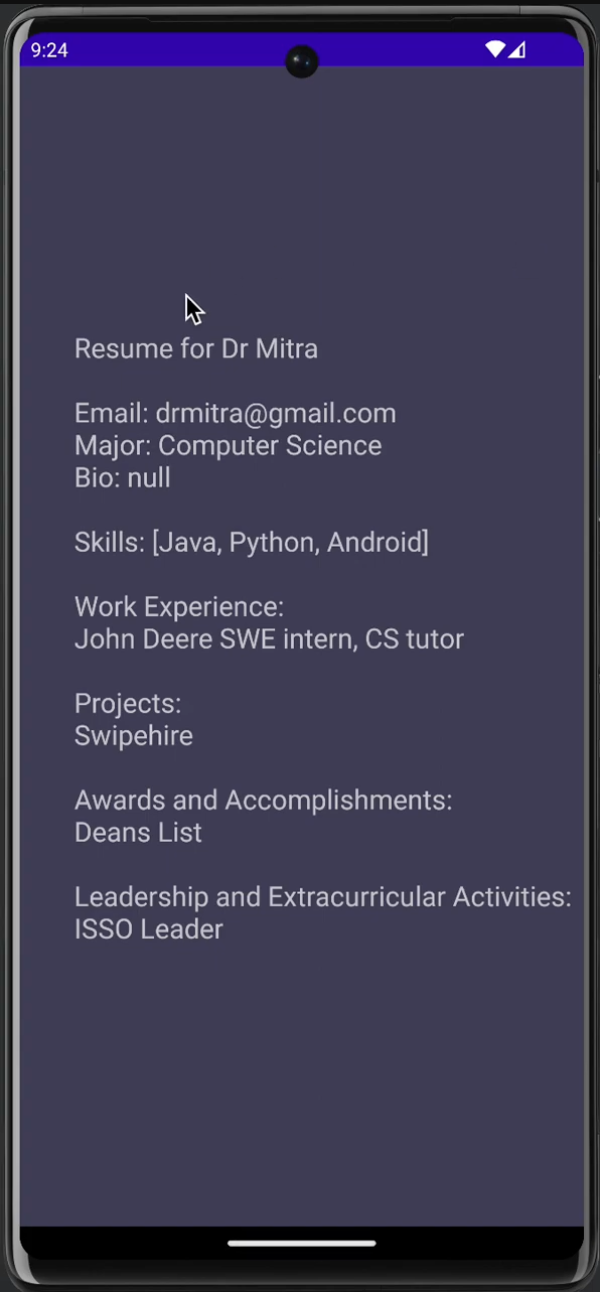 9:24
Resume for Dr Mitra
Email: drmitra@gmail.com
Major: Computer Science
Bio: null
Skills: [Java, Python, Android]
Work Experience:
John Deere SWE intern, CS tutor
Projects:
Swipehire
Awards and Accomplishments:
Deans List
Leadership and Extracurricular Activities:
ISSO Leader